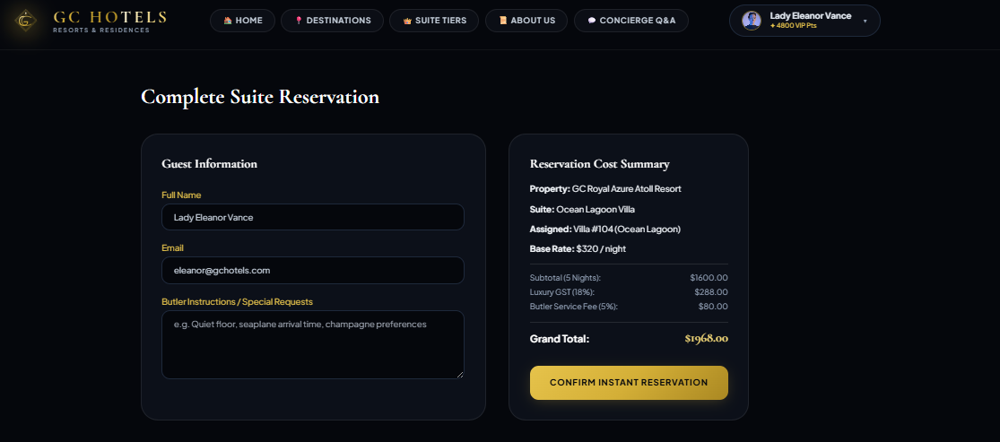 GC HOTELS
RESORTS & RESIDENCES
HOME
DESTINATIONS
SUITE TIERS
ABOUT US
CONCIERGE Q&A
Lady Eleanor Vance
✦ 4800 VIP Pts
Complete Suite Reservation
Guest Information
Full Name
Lady Eleanor Vance
Email
eleanor@gchotels.com
Butler Instructions / Special Requests
e.g. Quiet floor, seaplane arrival time, champagne preferences
Reservation Cost Summary
Property: GC Royal Azure Atoll Resort
Suite: Ocean Lagoon Villa
Assigned: Villa #104 (Ocean Lagoon)
Base Rate: $320 / night
Subtotal (5 Nights): $1600.00
Luxury GST (18%): $288.00
Butler Service Fee (5%): $80.00
Grand Total: $1968.00
CONFIRM INSTANT RESERVATION